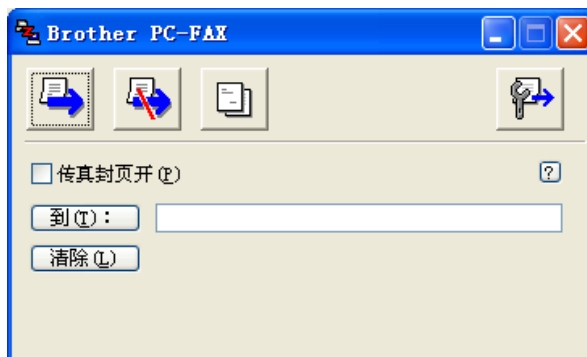 Brother PC-FAX
传真封页开(P)
?
到(T):
清除(L)